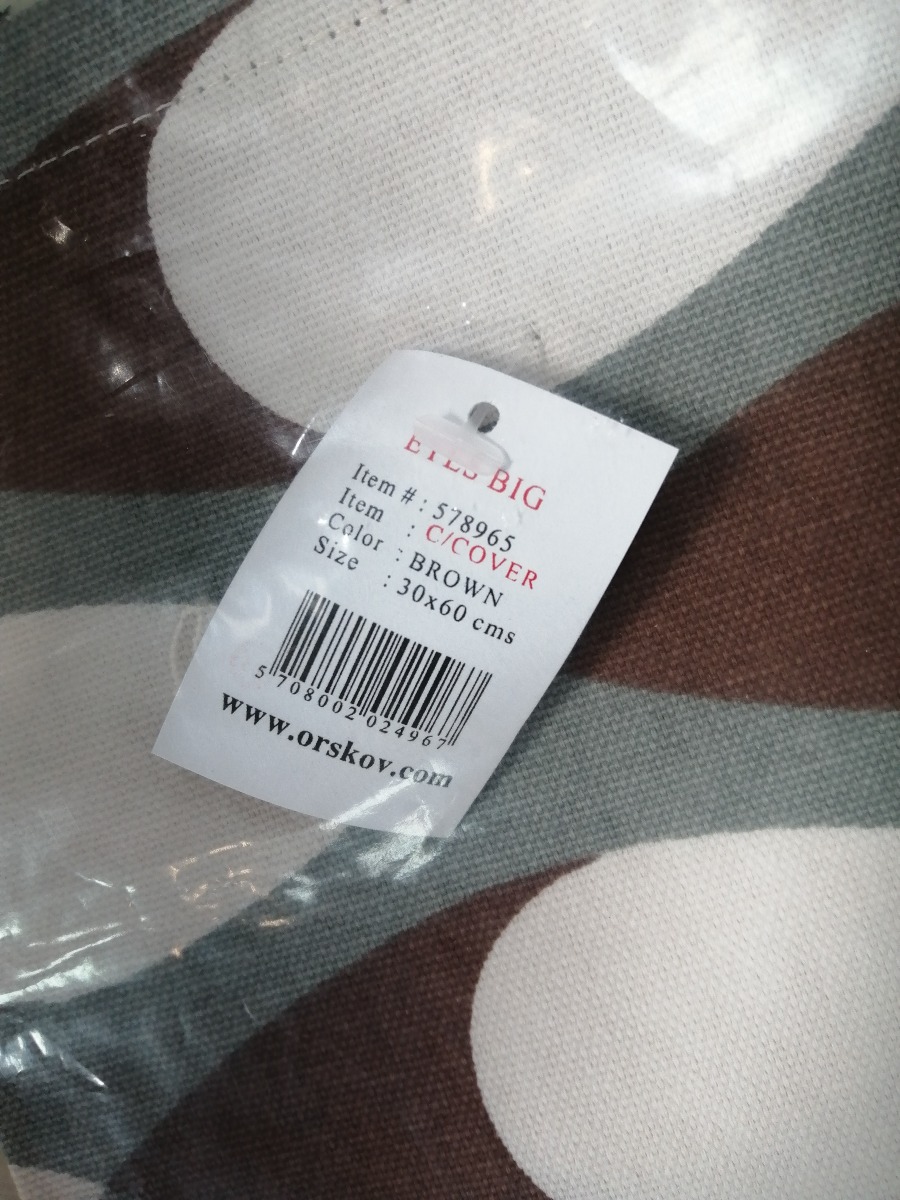 EYES BIG
Item # : 578965
Item : C/COVER
Color : BROWN
Size : 30x60 cms
5 708002 024967
www.orskov.com